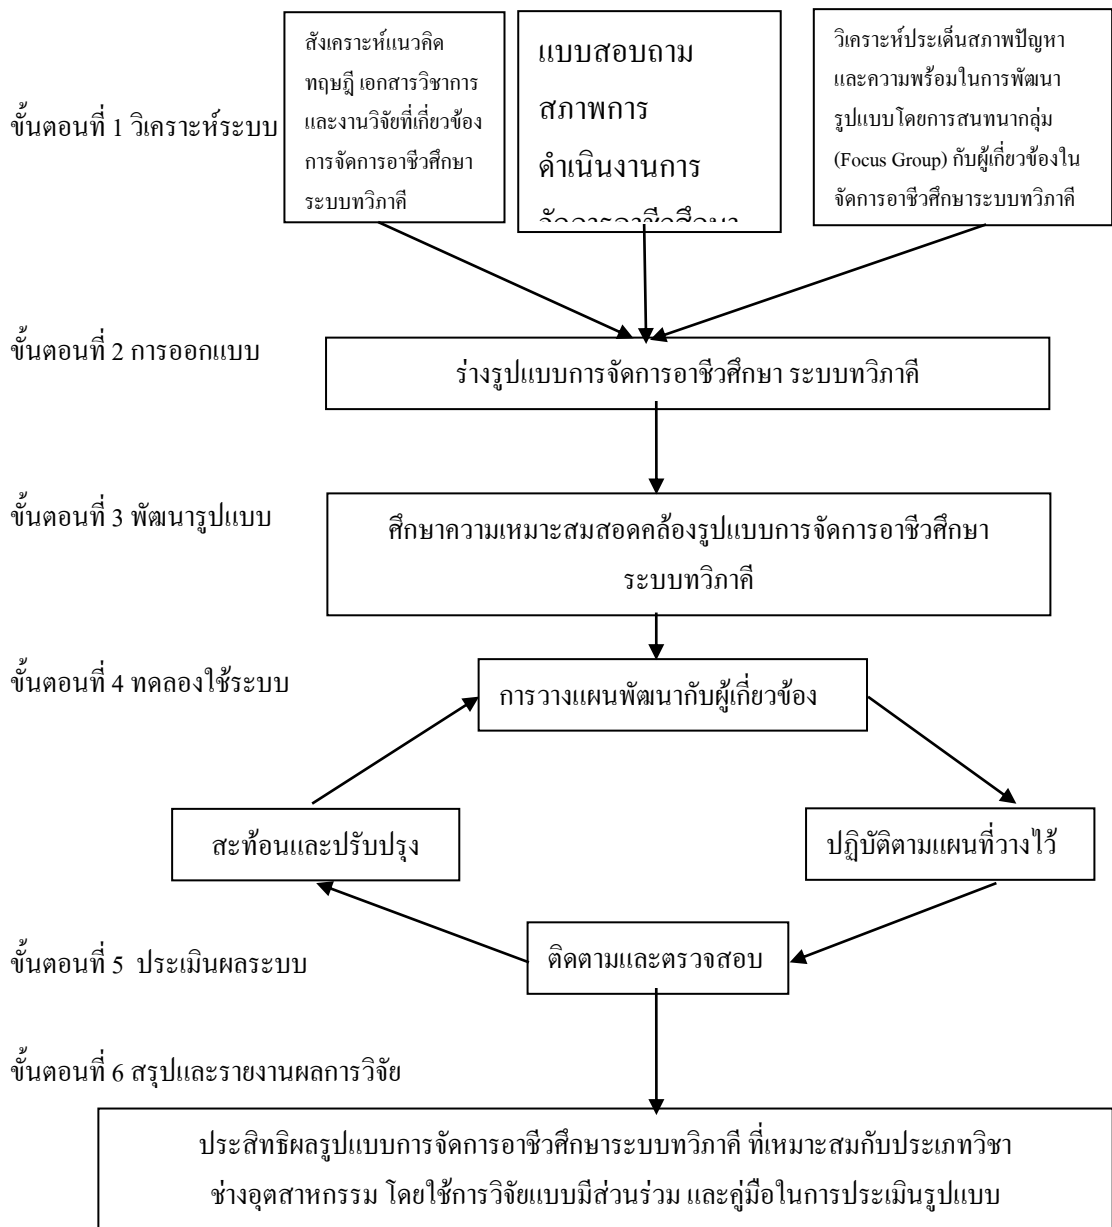 ขั้นตอนที่ 1 วิเคราะห์ระบบ
สังเคราะห์แนวคิด
ทฤษฎี เอกสารวิชาการ
และงานวิจัยที่เกี่ยวข้อง
การจัดการอาชีวศึกษา
ระบบทวิภาคี
แบบสอบถาม
สภาพการ
ดำเนินงานการ
จัดการอาชีวศึกษา
วิเคราะห์ประเด็นสภาพปัญหา
และความพร้อมในการพัฒนา
รูปแบบโดยการสนทนากลุ่ม
(Focus Group) กับผู้เกี่ยวข้องใน
จัดการอาชีวศึกษาระบบทวิภาคี
ขั้นตอนที่ 2 การออกแบบ
ร่างรูปแบบการจัดการอาชีวศึกษา ระบบทวิภาคี
ขั้นตอนที่ 3 พัฒนารูปแบบ
ศึกษาความเหมาะสมสอดคล้องรูปแบบการจัดการอาชีวศึกษา
ระบบทวิภาคี
ขั้นตอนที่ 4 ทดลองใช้ระบบ
การวางแผนพัฒนากับผู้เกี่ยวข้อง
สะท้อนและปรับปรุง
ปฏิบัติตามแผนที่วางไว้
ติดตามและตรวจสอบ
ขั้นตอนที่ 5 ประเมินผลระบบ
ขั้นตอนที่ 6 สรุปและรายงานผลการวิจัย
ประสิทธิผลรูปแบบการจัดการอาชีวศึกษาระบบทวิภาคี ที่เหมาะสมกับประเภทวิชา
ช่างอุตสาหกรรม โดยใช้การวิจัยแบบมีส่วนร่วม และคู่มือในการประเมินรูปแบบ